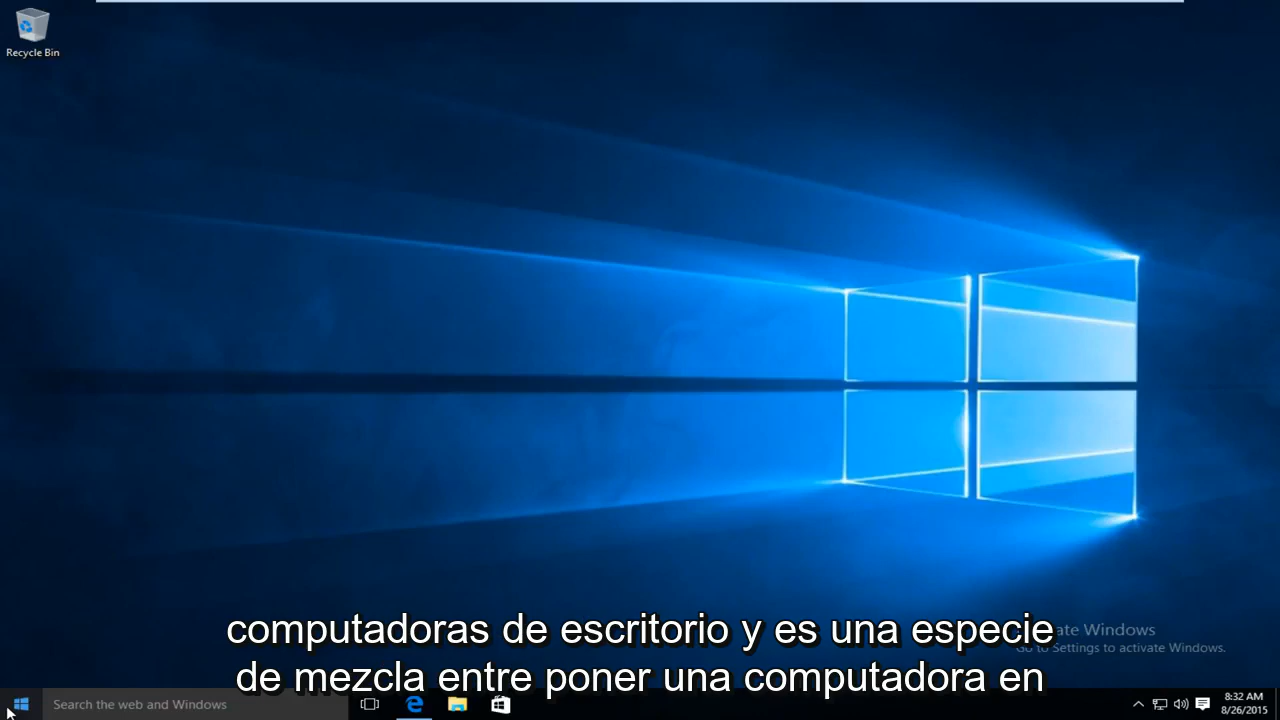 Recycle Bin
computadoras de escritorio y es una especie
de mezcla entre poner una computadora en
Windows
Go to Settings to activate Windows.
Search the web and Windows
8:32 AM
8/26/2015